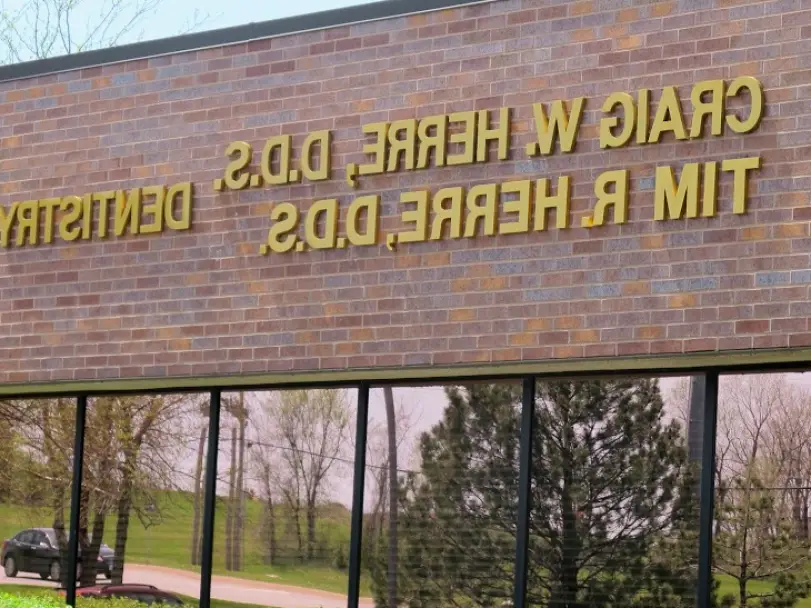 CRAIG W. HERRE, D.D.S.
TIM R. HERRE, D.D.S.
DENTISTRY